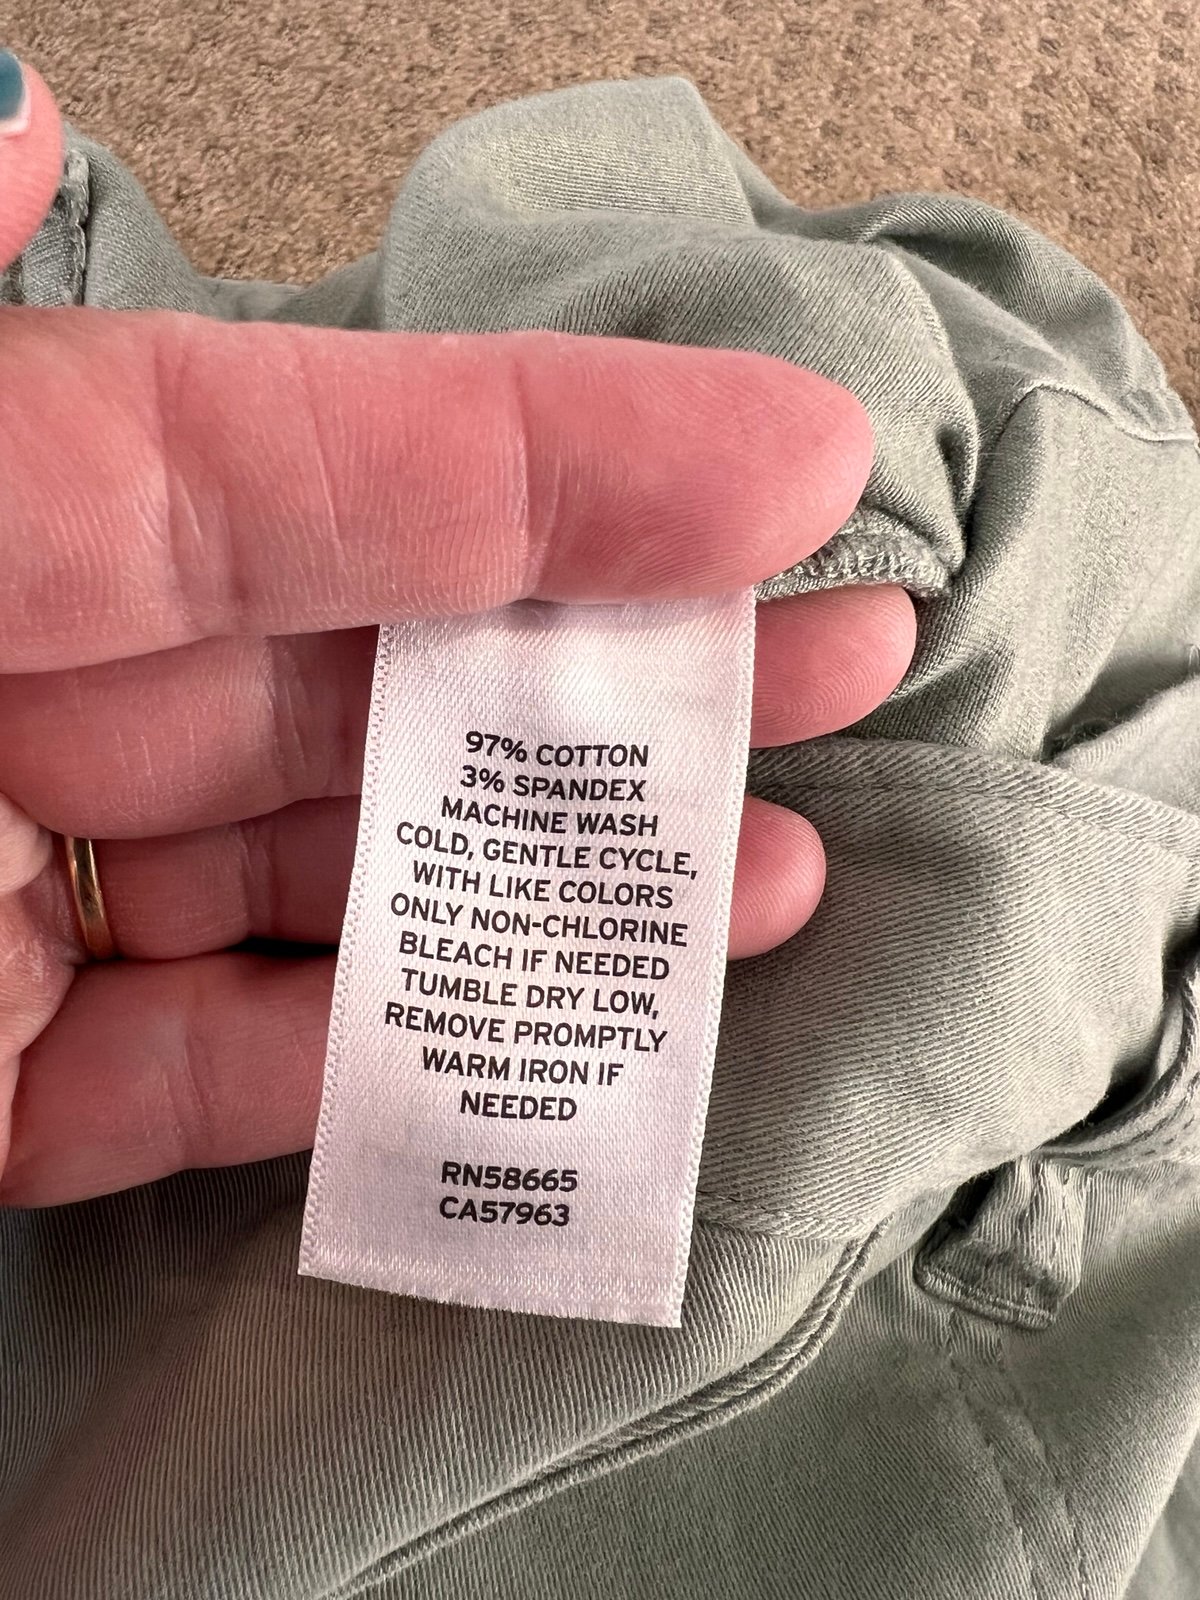 97% COTTON
3% SPANDEX
MACHINE WASH
COLD, GENTLE CYCLE,
WITH LIKE COLORS
ONLY NON-CHLORINE
BLEACH IF NEEDED
TUMBLE DRY LOW,
REMOVE PROMPTLY
WARM IRON IF
NEEDED
RN58665
CA57963